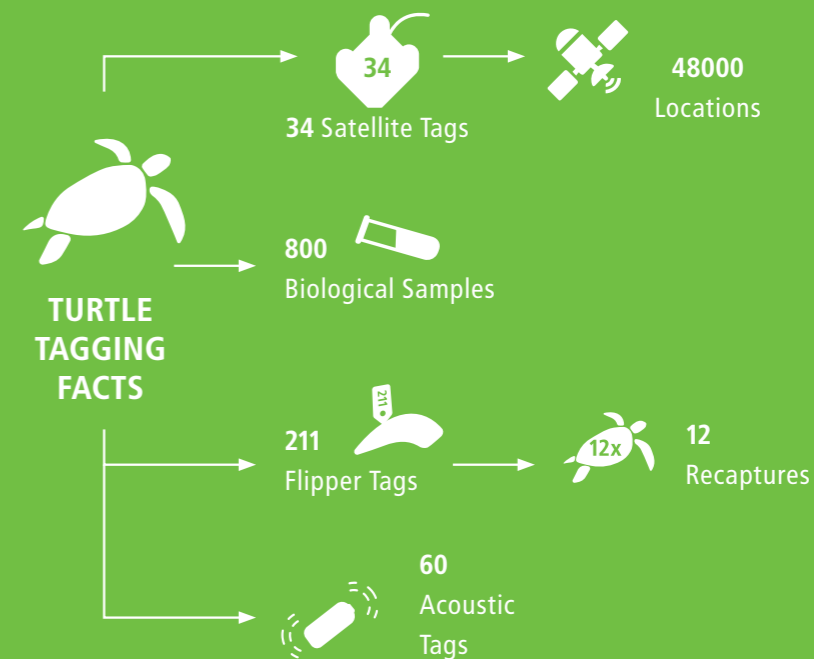 34
34 Satellite Tags
48000
Locations
800
Biological Samples
TURTLE
TAGGING
FACTS
211
211
Flipper Tags
12x
12
Recaptures
60
Acoustic
Tags